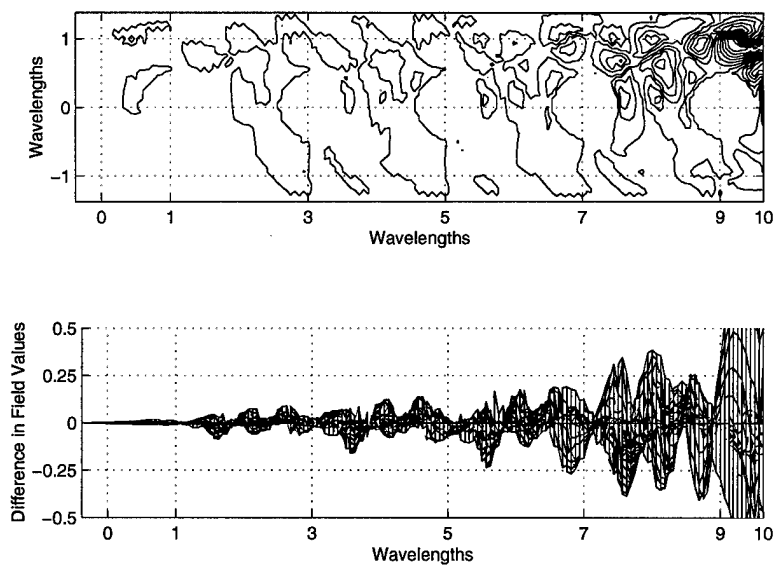 1
0
−1
Wavelengths
0 1 3 5 7 9 10
Wavelengths
0.5
0.25
0
−0.25
−0.5
Difference in Field Values
0 1 3 5 7 9 10
Wavelengths